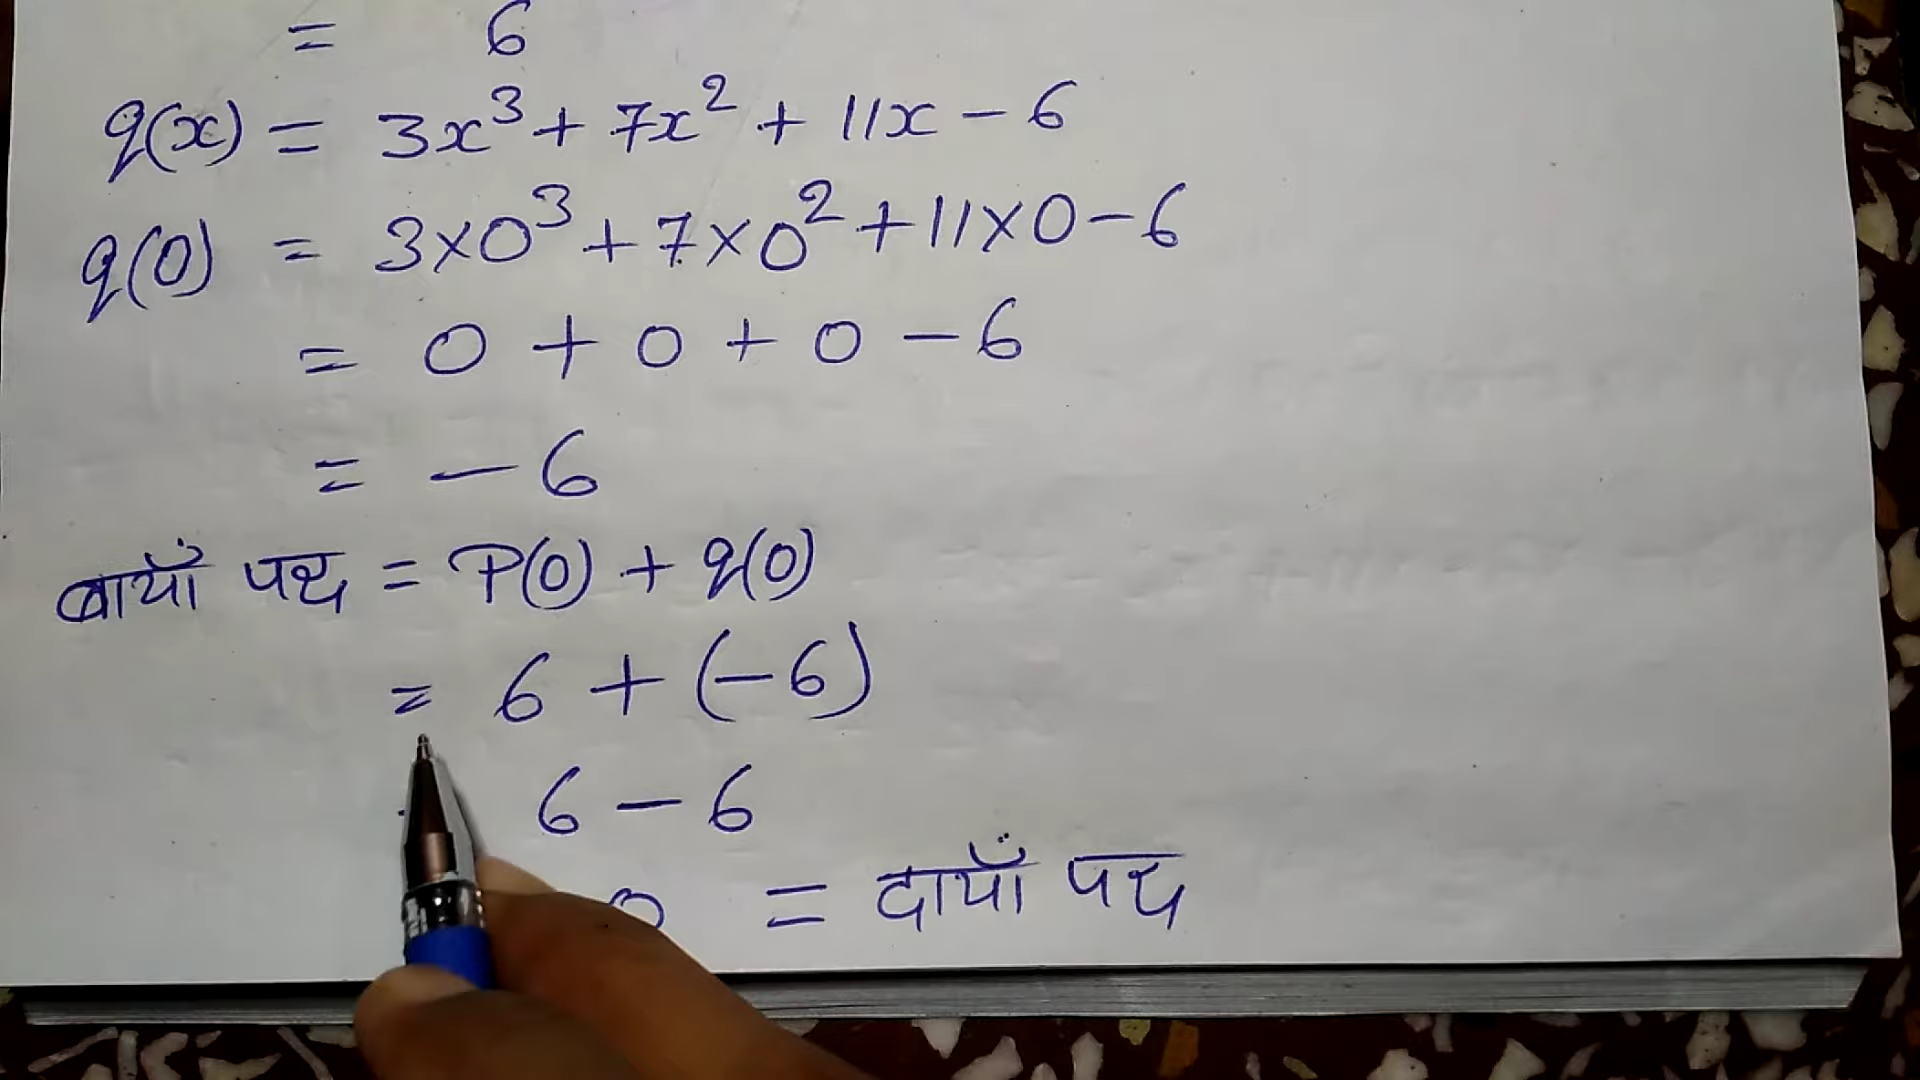 = 6
q(x) = 3x³ + 7x² + 11x - 6
q(0) = 3×0³ + 7×0² + 11×0 - 6
= 0 + 0 + 0 - 6
= - 6
बायाँ पक्ष = P(0) + q(0)
= 6 + (-6)
6 - 6
0 = दायाँ पक्ष